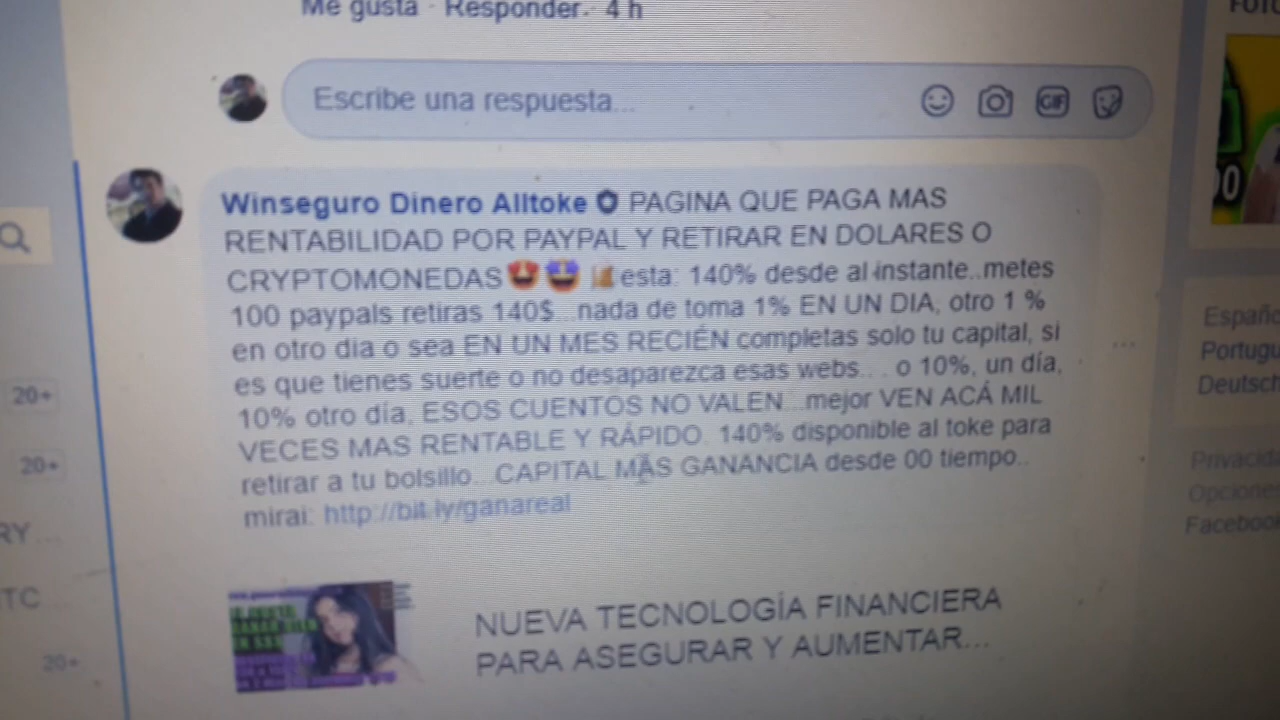 Me gusta · Responder · 4 h
Escribe una respuesta...
GIF
Winseguro Dinero Alltoke PAGINA QUE PAGA MAS
RENTABILIDAD POR PAYPAL Y RETIRAR EN DOLARES O
CRYPTOMONEDAS esta: 140% desde al instante..metes
100 paypals retiras 140$...nada de toma 1% EN UN DIA, otro 1 %
en otro dia o sea EN UN MES RECIÉN completas solo tu capital, si
es que tienes suerte o no desaparezca esas webs... . o 10%, un día,
10% otro día, ESOS CUENTOS NO VALEN...mejor VEN ACÁ MIL
VECES MAS RENTABLE Y RÁPIDO. 140% disponible al toke para
retirar a tu bolsillo...CAPITAL MÁS GANANCIA desde 00 tiempo..
mirai: http://bit.ly/ganareal
NUEVA TECNOLOGÍA FINANCIERA
PARA ASEGURAR Y AUMENTAR...
20+
20+
RY ...
TC
20+
Españo
Portugu
Deutsch
Privacida
Opciones
Facebook